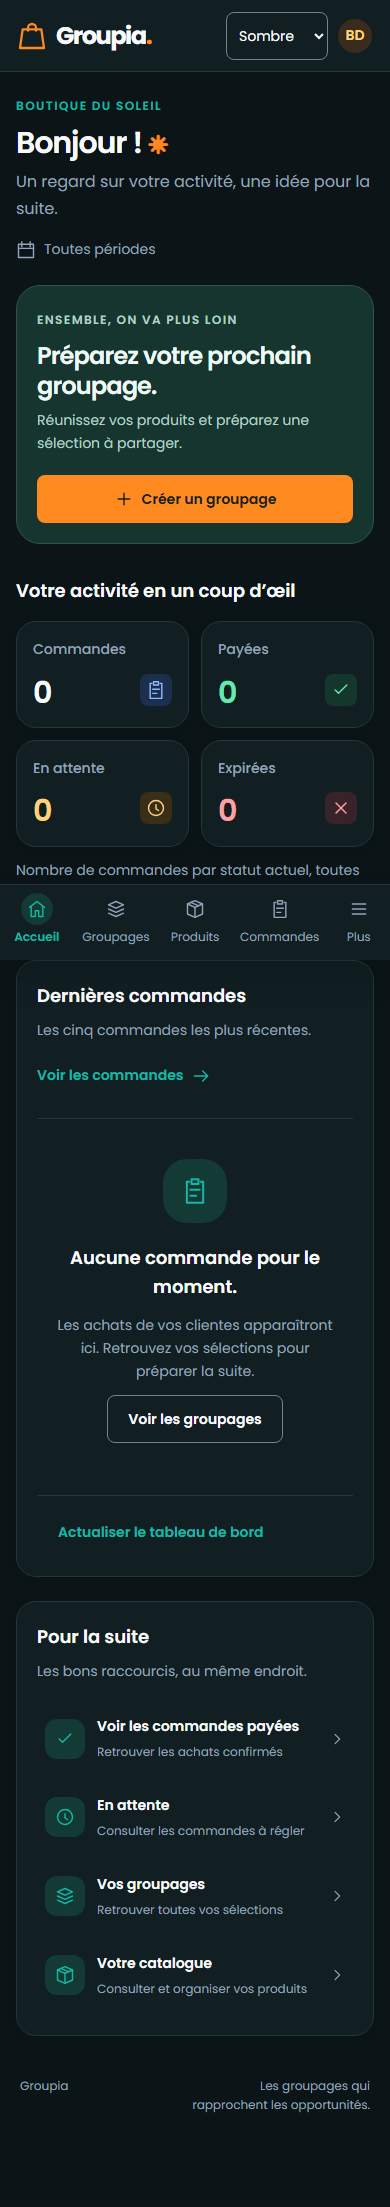 Groupia.
Sombre
BD
BOUTIQUE DU SOLEIL
Bonjour !
Un regard sur votre activité, une idée pour la
suite.
Toutes périodes
ENSEMBLE, ON VA PLUS LOIN
Préparez votre prochain
groupage.
Réunissez vos produits et préparez une
sélection à partager.
Créer un groupage
Votre activité en un coup d’œil
Commandes
0
Payées
0
En attente
0
Expirées
0
Nombre de commandes par statut actuel, toutes
Accueil
Groupages
Produits
Commandes
Plus
Dernières commandes
Les cinq commandes les plus récentes.
Voir les commandes
Aucune commande pour le
moment.
Les achats de vos clientes apparaîtront
ici. Retrouvez vos sélections pour
préparer la suite.
Voir les groupages
Actualiser le tableau de bord
Pour la suite
Les bons raccourcis, au même endroit.
Voir les commandes payées
Retrouver les achats confirmés
En attente
Consulter les commandes à régler
Vos groupages
Retrouver toutes vos sélections
Votre catalogue
Consulter et organiser vos produits
Groupia
Les groupages qui
rapprochent les opportunités.